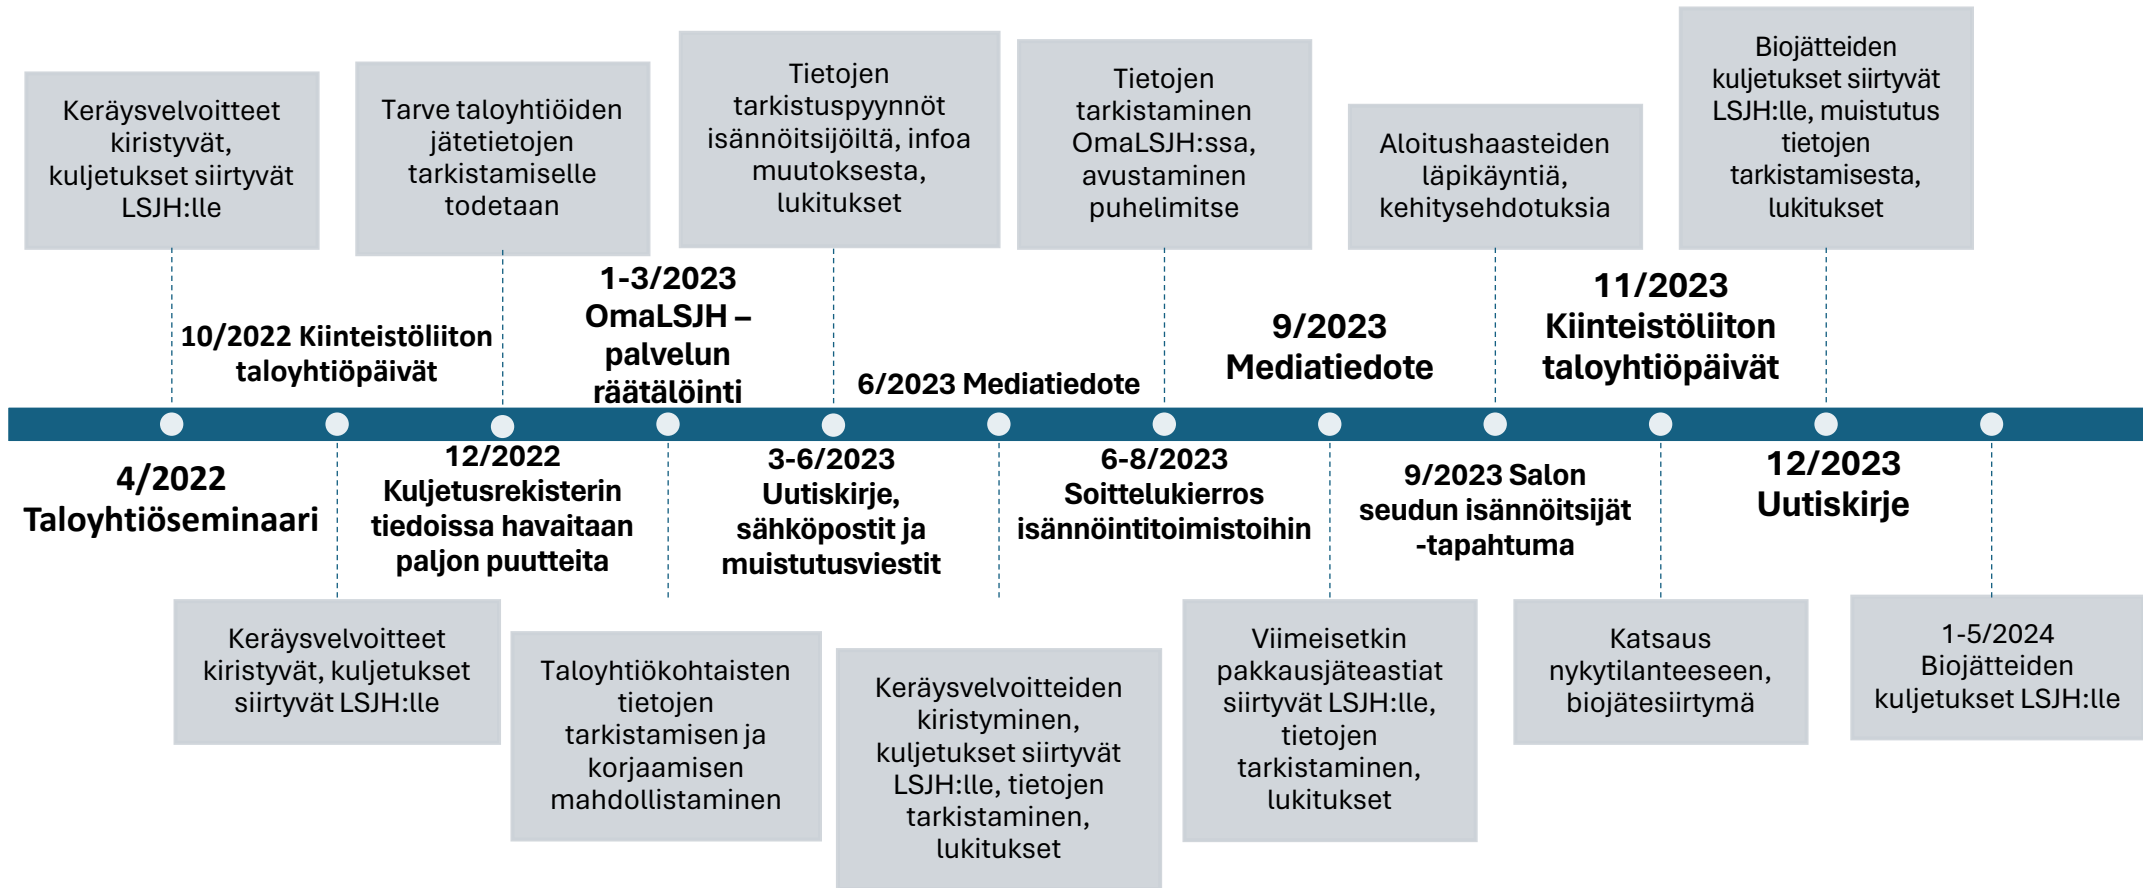 Keräysvelvoitteet
kiristyvät,
kuljetukset siirtyvät
LSJH:lle
Tarve taloyhtiöiden
jätetietojen
tarkistamiselle
todetaan
Tietojen
tarkistuspyynnöt
isännöitsijöiltä, infoa
muutoksesta,
lukitukset
Tietojen
tarkistaminen
OmaLSJH:ssa,
avustaminen
puhelimitse
Aloitushaasteiden
läpikäyntiä,
kehitysehdotuksia
Biojätteiden
kuljetukset siirtyvät
LSJH:lle, muistutus
tietojen
tarkistamisesta,
lukitukset
10/2022 Kiinteistöliiton
taloyhtiöpäivät
1-3/2023
OmaLSJH –
palvelun
räätälöinti
6/2023 Mediatiedote
9/2023
Mediatiedote
11/2023
Kiinteistöliiton
taloyhtiöpäivät
4/2022
Taloyhtiöseminaari
12/2022
Kuljetusrekisterin
tiedoissa havaitaan
paljon puutteita
3-6/2023
Uutiskirje,
sähköpostit ja
muistutusviestit
6-8/2023
Soittelukierros
isännöintitoimistoihin
9/2023 Salon
seudun isännöitsijät
-tapahtuma
12/2023
Uutiskirje
Keräysvelvoitteet
kiristyvät, kuljetukset
siirtyvät LSJH:lle
Taloyhtiökohtaisten
tietojen
tarkistamisen ja
korjaamisen
mahdollistaminen
Keräysvelvoitteiden
kiristyminen,
kuljetukset siirtyvät
LSJH:lle, tietojen
tarkistaminen,
lukitukset
Viimeisetkin
pakkausjäteastiat
siirtyvät LSJH:lle,
tietojen
tarkistaminen,
lukitukset
Katsaus
nykytilanteeseen,
biojätesiirtymä
1-5/2024
Biojätteiden
kuljetukset LSJH:lle